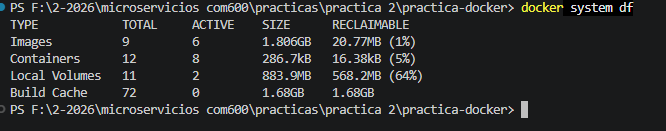 PS F:\2-2026\microservicios com600\practicas\practica 2\practica-docker> docker system df
TYPE TOTAL ACTIVE SIZE RECLAIMABLE
Images 9 6 1.806GB 20.77MB (1%)
Containers 12 8 286.7kB 16.38kB (5%)
Local Volumes 11 2 883.9MB 568.2MB (64%)
Build Cache 72 0 1.68GB 1.68GB
PS F:\2-2026\microservicios com600\practicas\practica 2\practica-docker>